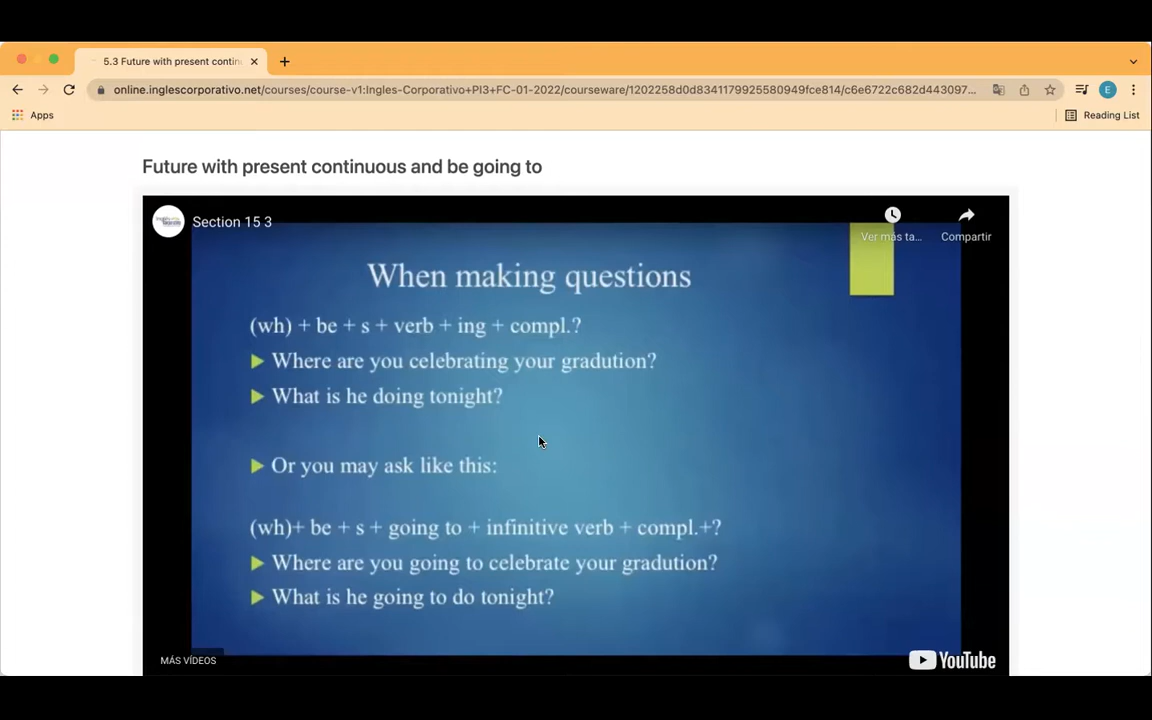 5.3 Future with present contin
online.inglescorporativo.net/courses/course-v1:Ingles-Corporativo+PI3+FC-01-2022/courseware/1202258d0d8341179925580949fce814/c6e6722c682d443097...
E
Apps
Reading List
Future with present continuous and be going to
Section 15 3
Ver más ta...
Compartir
When making questions
(wh) + be + s + verb + ing + compl.?
Where are you celebrating your gradution?
What is he doing tonight?
Or you may ask like this:
(wh)+ be + s + going to + infinitive verb + compl.+?
Where are you going to celebrate your gradution?
What is he going to do tonight?
MÁS VÍDEOS
YouTube